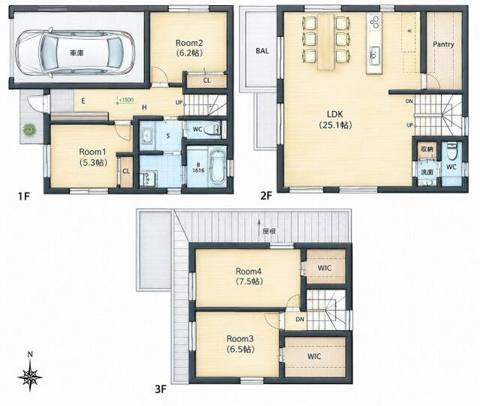 車庫
Room2
(6.2帖)
CL
E
+1500
H
UP
Room1
(5.3帖)
CL
S
WC
B
1616
1F
BAL
Pantry
LDK
(25.1帖)
DN
UP
収納
洗面
WC
2F
屋根
Room4
(7.5帖)
WIC
DN
Room3
(6.5帖)
WIC
3F
N